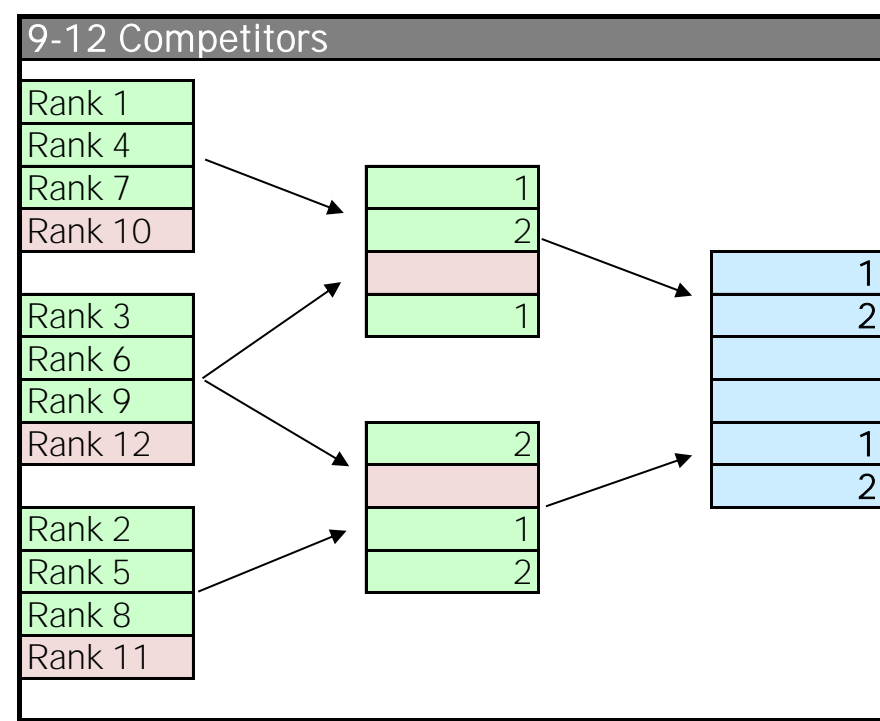 9-12 Competitors
Rank 1
Rank 4
Rank 7
Rank 10
Rank 3
Rank 6
Rank 9
Rank 12
Rank 2
Rank 5
Rank 8
Rank 11
1
2
1
2
1
2
1
2
1
2